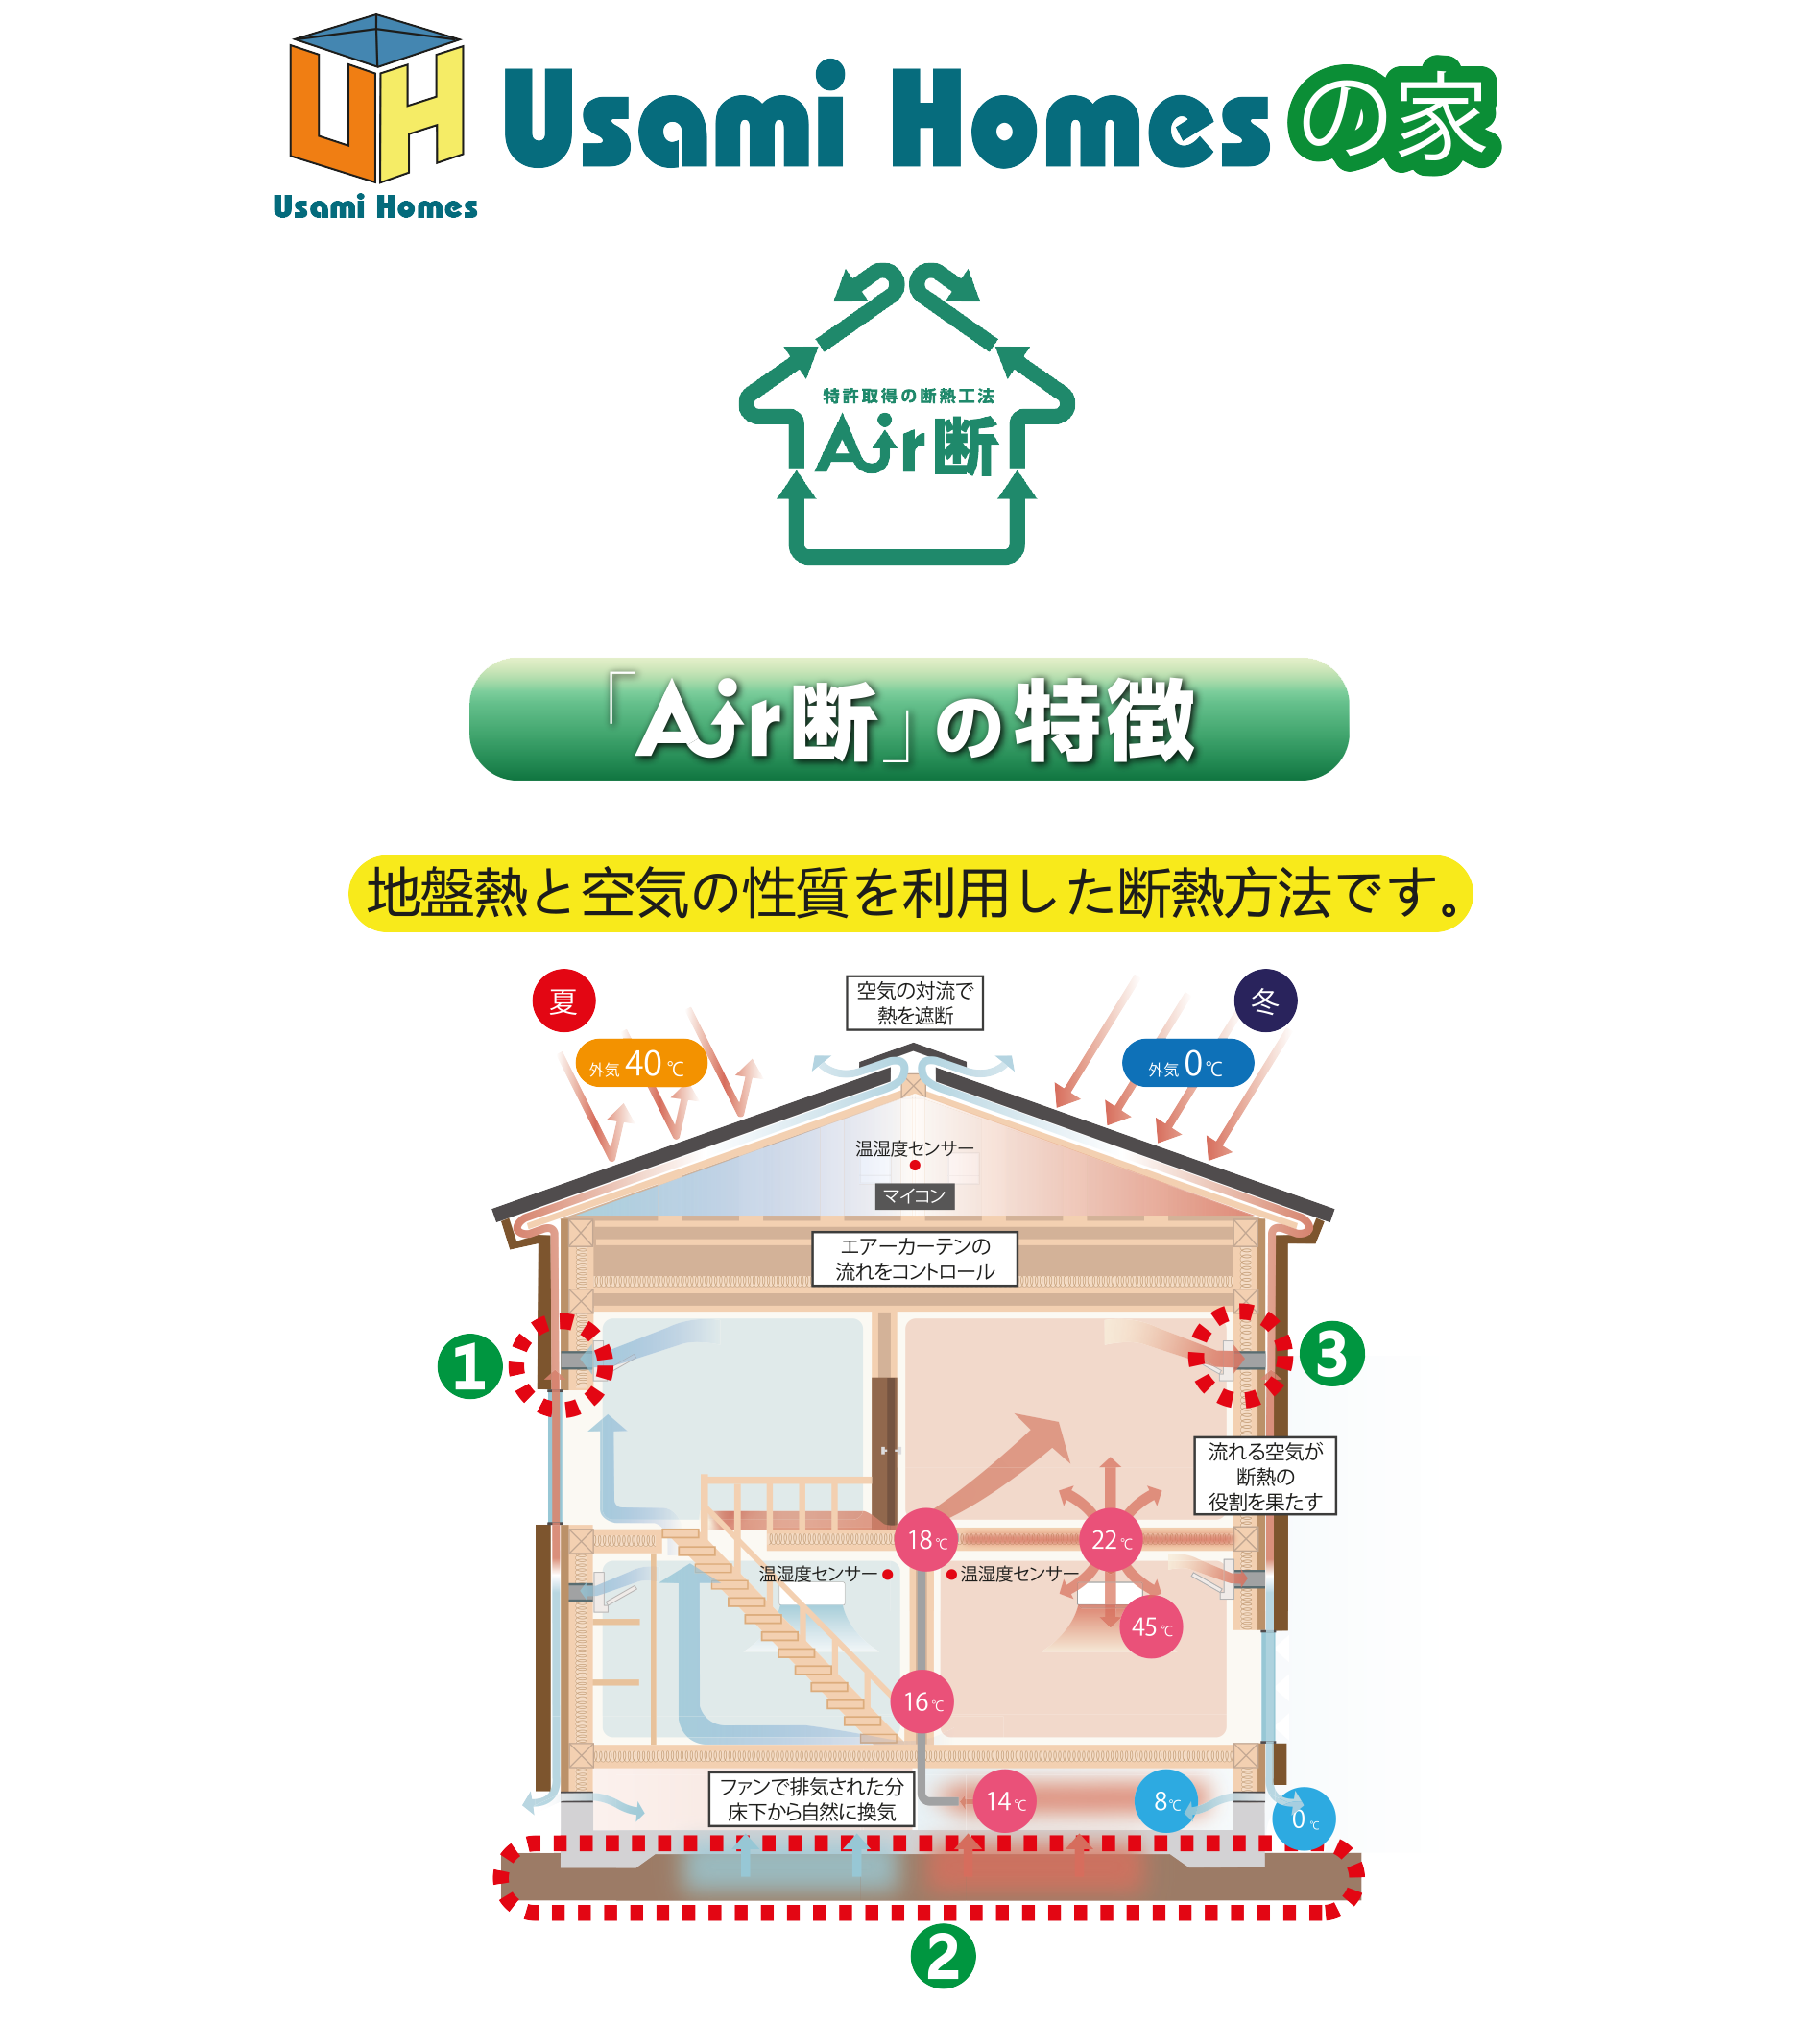 UH
Usami Homes
Usami Homesの家
特許取得の断熱工法
Air断
「Air断」の特徴
地盤熱と空気の性質を利用した断熱方法です。
夏
外気 40℃
空気の対流で
熱を遮断
冬
外気 0℃
温湿度センサー
マイコン
エアーカーテンの
流れをコントロール
1
3
流れる空気が
断熱の
役割を果たす
18℃
22℃
温湿度センサー
温湿度センサー
45℃
16℃
ファンで排気された分
床下から自然に換気
14℃
8℃
0℃
2